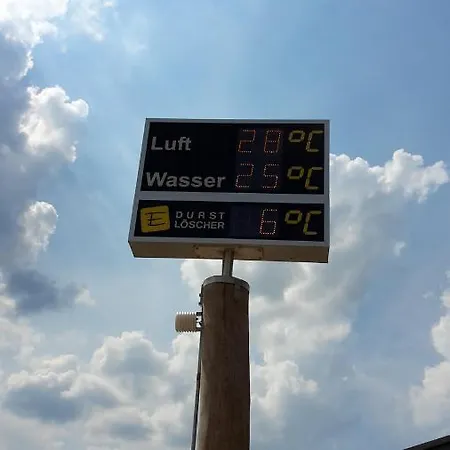 Luft 28°C
Wasser 25°C
E DURST LÖSCHER 6°C